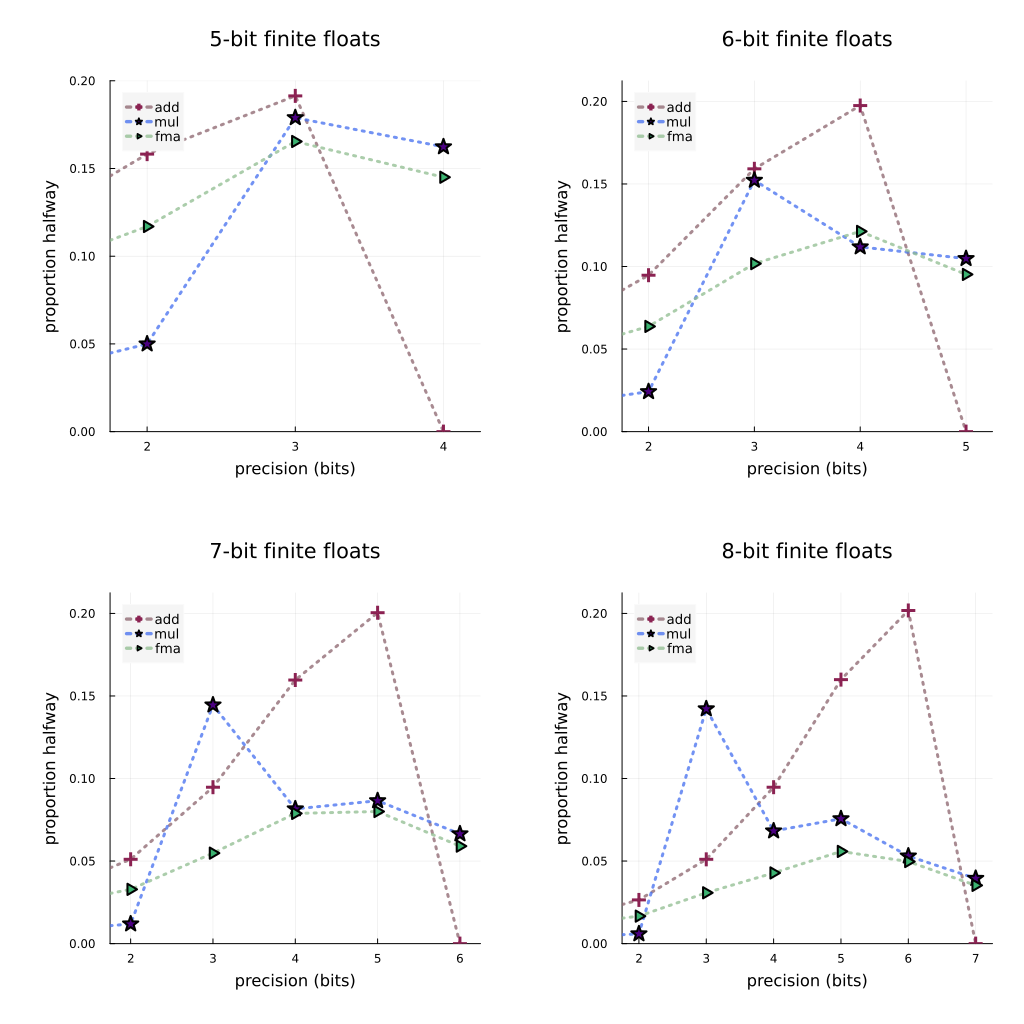 5-bit finite floats
0.20
0.15
0.10
0.05
0.00
proportion halfway
add
mul
fma
2
3
4
precision (bits)
6-bit finite floats
0.20
0.15
0.10
0.05
0.00
proportion halfway
add
mul
fma
2
3
4
5
precision (bits)
7-bit finite floats
0.20
0.15
0.10
0.05
0.00
proportion halfway
add
mul
fma
2
3
4
5
6
precision (bits)
8-bit finite floats
0.20
0.15
0.10
0.05
0.00
proportion halfway
add
mul
fma
2
3
4
5
6
7
precision (bits)